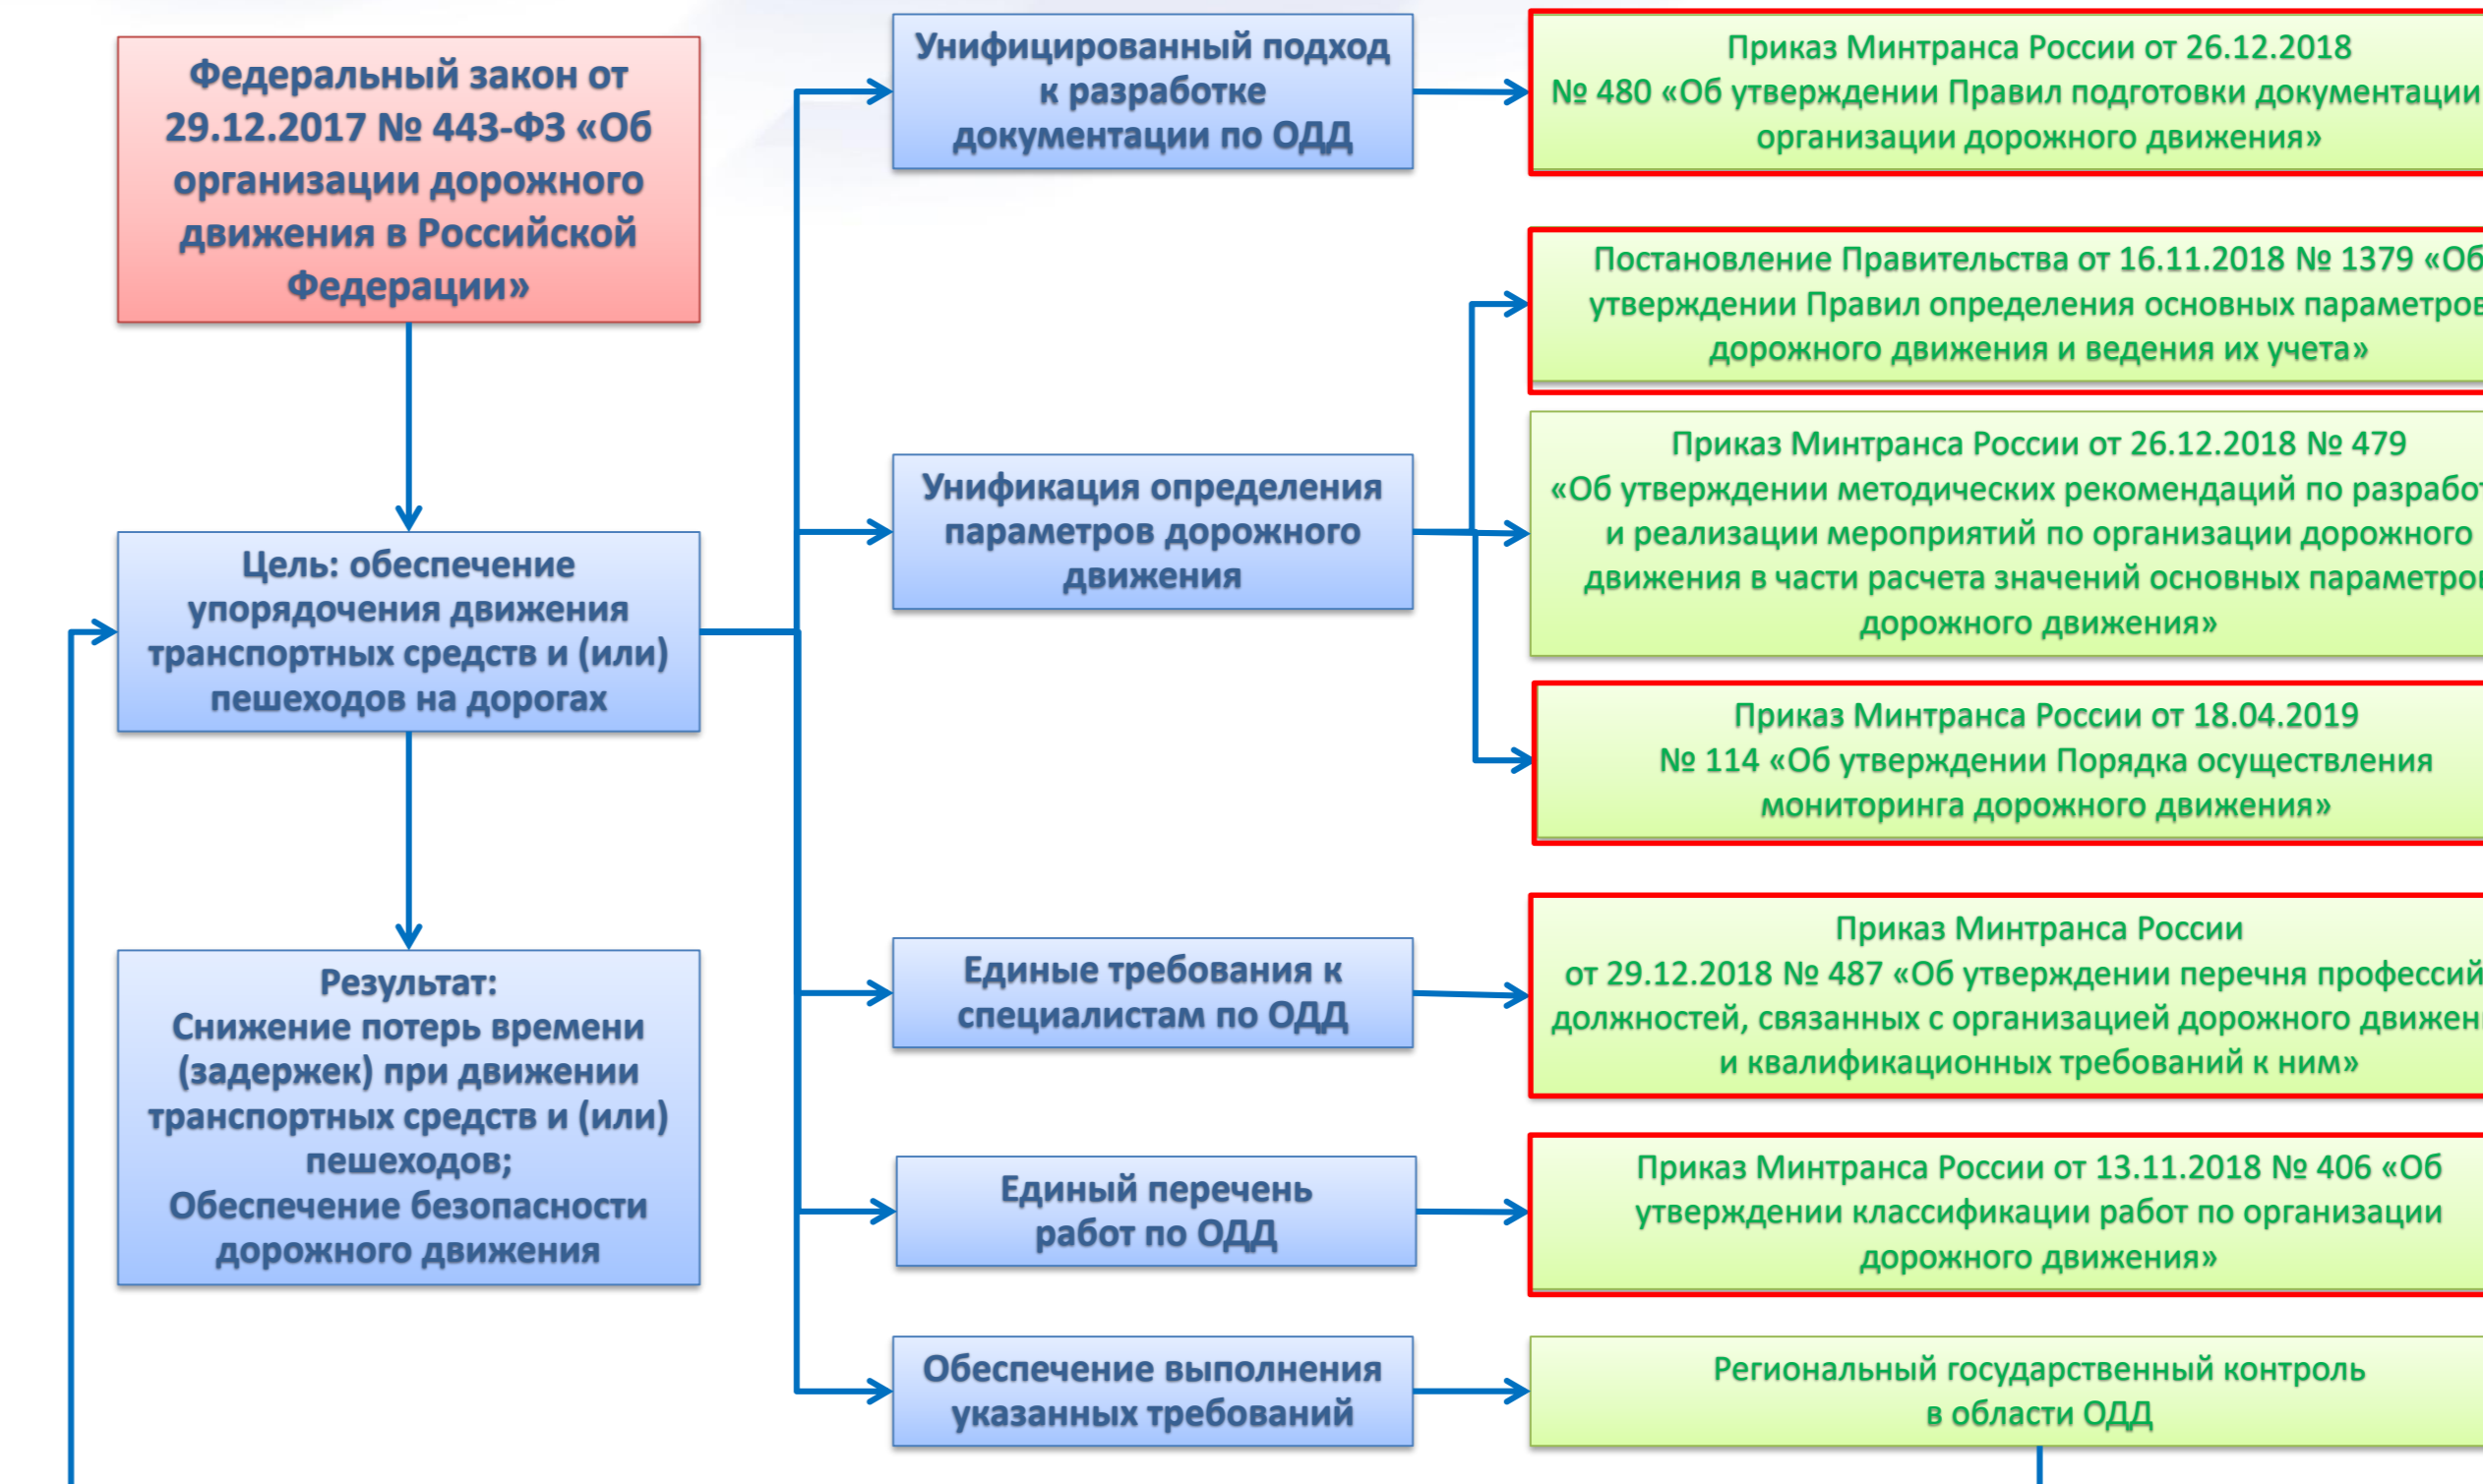 Федеральный закон от
29.12.2017 № 443-ФЗ «Об
организации дорожного
движения в Российской
Федерации»
Цель: обеспечение
упорядочения движения
транспортных средств и (или)
пешеходов на дорогах
Результат:
Снижение потерь времени
(задержек) при движении
транспортных средств и (или)
пешеходов;
Обеспечение безопасности
дорожного движения
Унифицированный подход
к разработке
документации по ОДД
Унификация определения
параметров дорожного
движения
Единые требования к
специалистам по ОДД
Единый перечень
работ по ОДД
Обеспечение выполнения
указанных требований
Приказ Минтранса России от 26.12.2018
№ 480 «Об утверждении Правил подготовки документации
организации дорожного движения»
Постановление Правительства от 16.11.2018 № 1379 «Об
утверждении Правил определения основных параметров
дорожного движения и ведения их учета»
Приказ Минтранса России от 26.12.2018 № 479
«Об утверждении методических рекомендаций по разработ
и реализации мероприятий по организации дорожного
движения в части расчета значений основных параметров
дорожного движения»
Приказ Минтранса России от 18.04.2019
№ 114 «Об утверждении Порядка осуществления
мониторинга дорожного движения»
Приказ Минтранса России
от 29.12.2018 № 487 «Об утверждении перечня профессий
должностей, связанных с организацией дорожного движен
и квалификационных требований к ним»
Приказ Минтранса России от 13.11.2018 № 406 «Об
утверждении классификации работ по организации
дорожного движения»
Региональный государственный контроль
в области ОДД